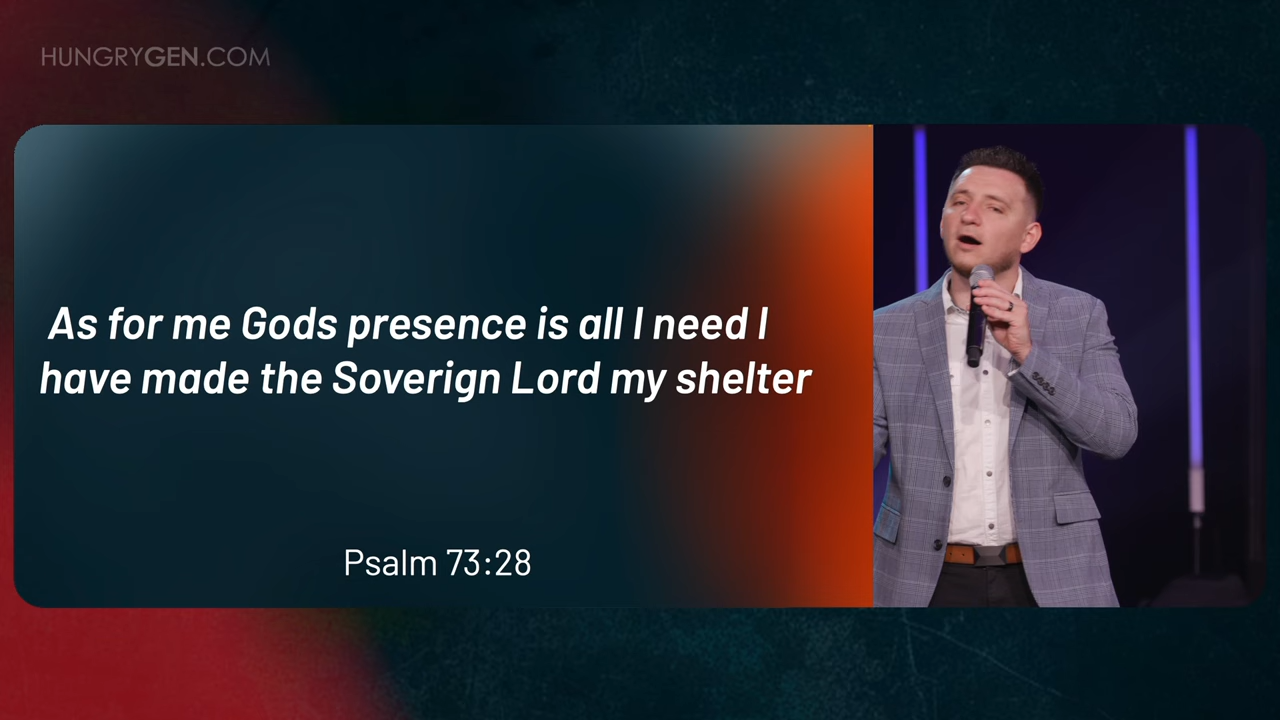 HUNGRYGEN.COM
As for me Gods presence is all I need I
have made the Soverign Lord my shelter
Psalm 73:28